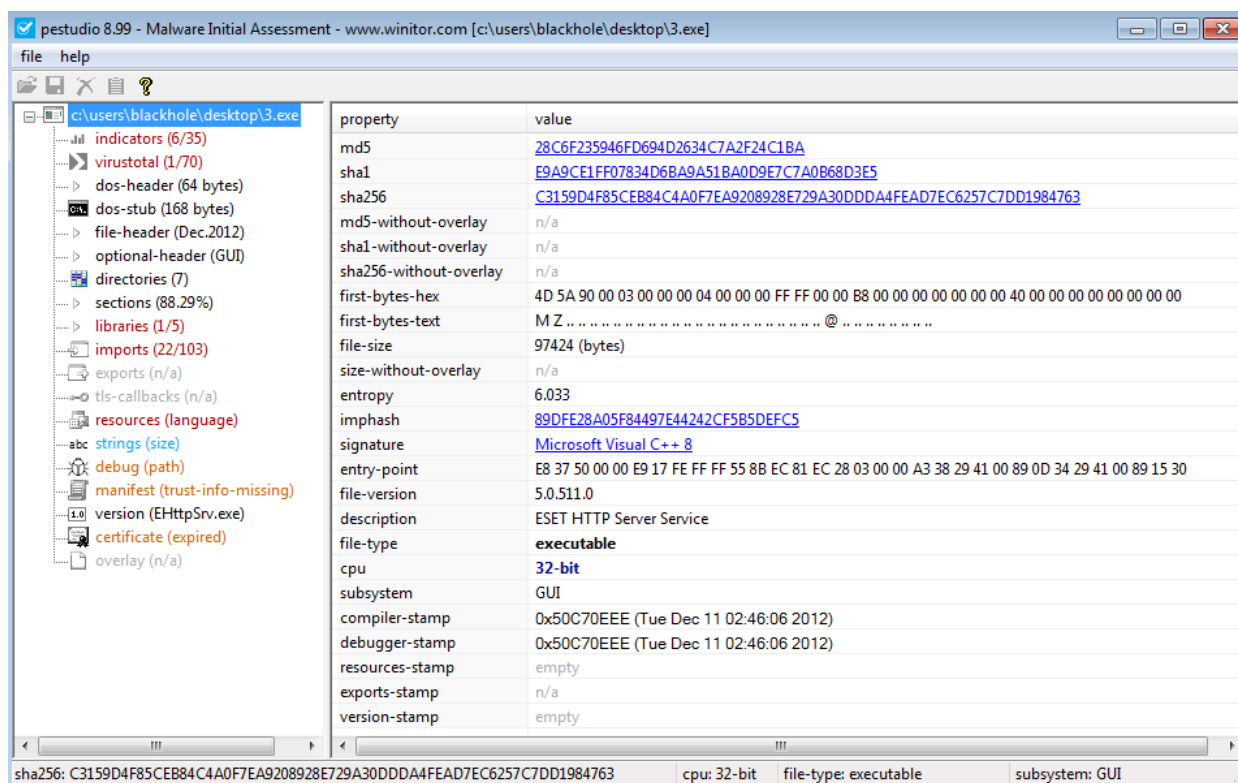 pestudio 8.99 - Malware Initial Assessment - www.winitor.com [c:\users\blackhole\desktop\3.exe]
file help
c:\users\blackhole\desktop\3.exe
indicators (6/35)
virustotal (1/70)
dos-header (64 bytes)
dos-stub (168 bytes)
file-header (Dec.2012)
optional-header (GUI)
directories (7)
sections (88.29%)
libraries (1/5)
imports (22/103)
exports (n/a)
tls-callbacks (n/a)
resources (language)
abc strings (size)
debug (path)
manifest (trust-info-missing)
1.0 version (EHttpSrv.exe)
certificate (expired)
overlay (n/a)
property value
md5 28C6F235946FD694D2634C7A2F24C1BA
sha1 E9A9CE1FF07834D6BA9A51BA0D9E7C7A0B68D3E5
sha256 C3159D4F85CEB84C4A0F7EA9208928E729A30DDDA4FEAD7EC6257C7DD1984763
md5-without-overlay n/a
sha1-without-overlay n/a
sha256-without-overlay n/a
first-bytes-hex 4D 5A 90 00 03 00 00 00 04 00 00 00 FF FF 00 00 B8 00 00 00 00 00 00 00 40 00 00 00 00 00 00 00
first-bytes-text M Z .. .. .. .. .. .. .. .. .. .. .. .. .. .. .. .. .. .. .. .. .. .. @ .. .. .. .. .. .. ..
file-size 97424 (bytes)
size-without-overlay n/a
entropy 6.033
imphash 89DFE28A05F84497E44242CF5B5DEFC5
signature Microsoft Visual C++ 8
entry-point E8 37 50 00 00 E9 17 FE FF FF 55 8B EC 81 EC 28 03 00 00 A3 38 29 41 00 89 0D 34 29 41 00 89 15 30
file-version 5.0.511.0
description ESET HTTP Server Service
file-type executable
cpu 32-bit
subsystem GUI
compiler-stamp 0x50C70EEE (Tue Dec 11 02:46:06 2012)
debugger-stamp 0x50C70EEE (Tue Dec 11 02:46:06 2012)
resources-stamp empty
exports-stamp n/a
version-stamp empty
sha256: C3159D4F85CEB84C4A0F7EA9208928E729A30DDDA4FEAD7EC6257C7DD1984763 cpu: 32-bit file-type: executable subsystem: GUI